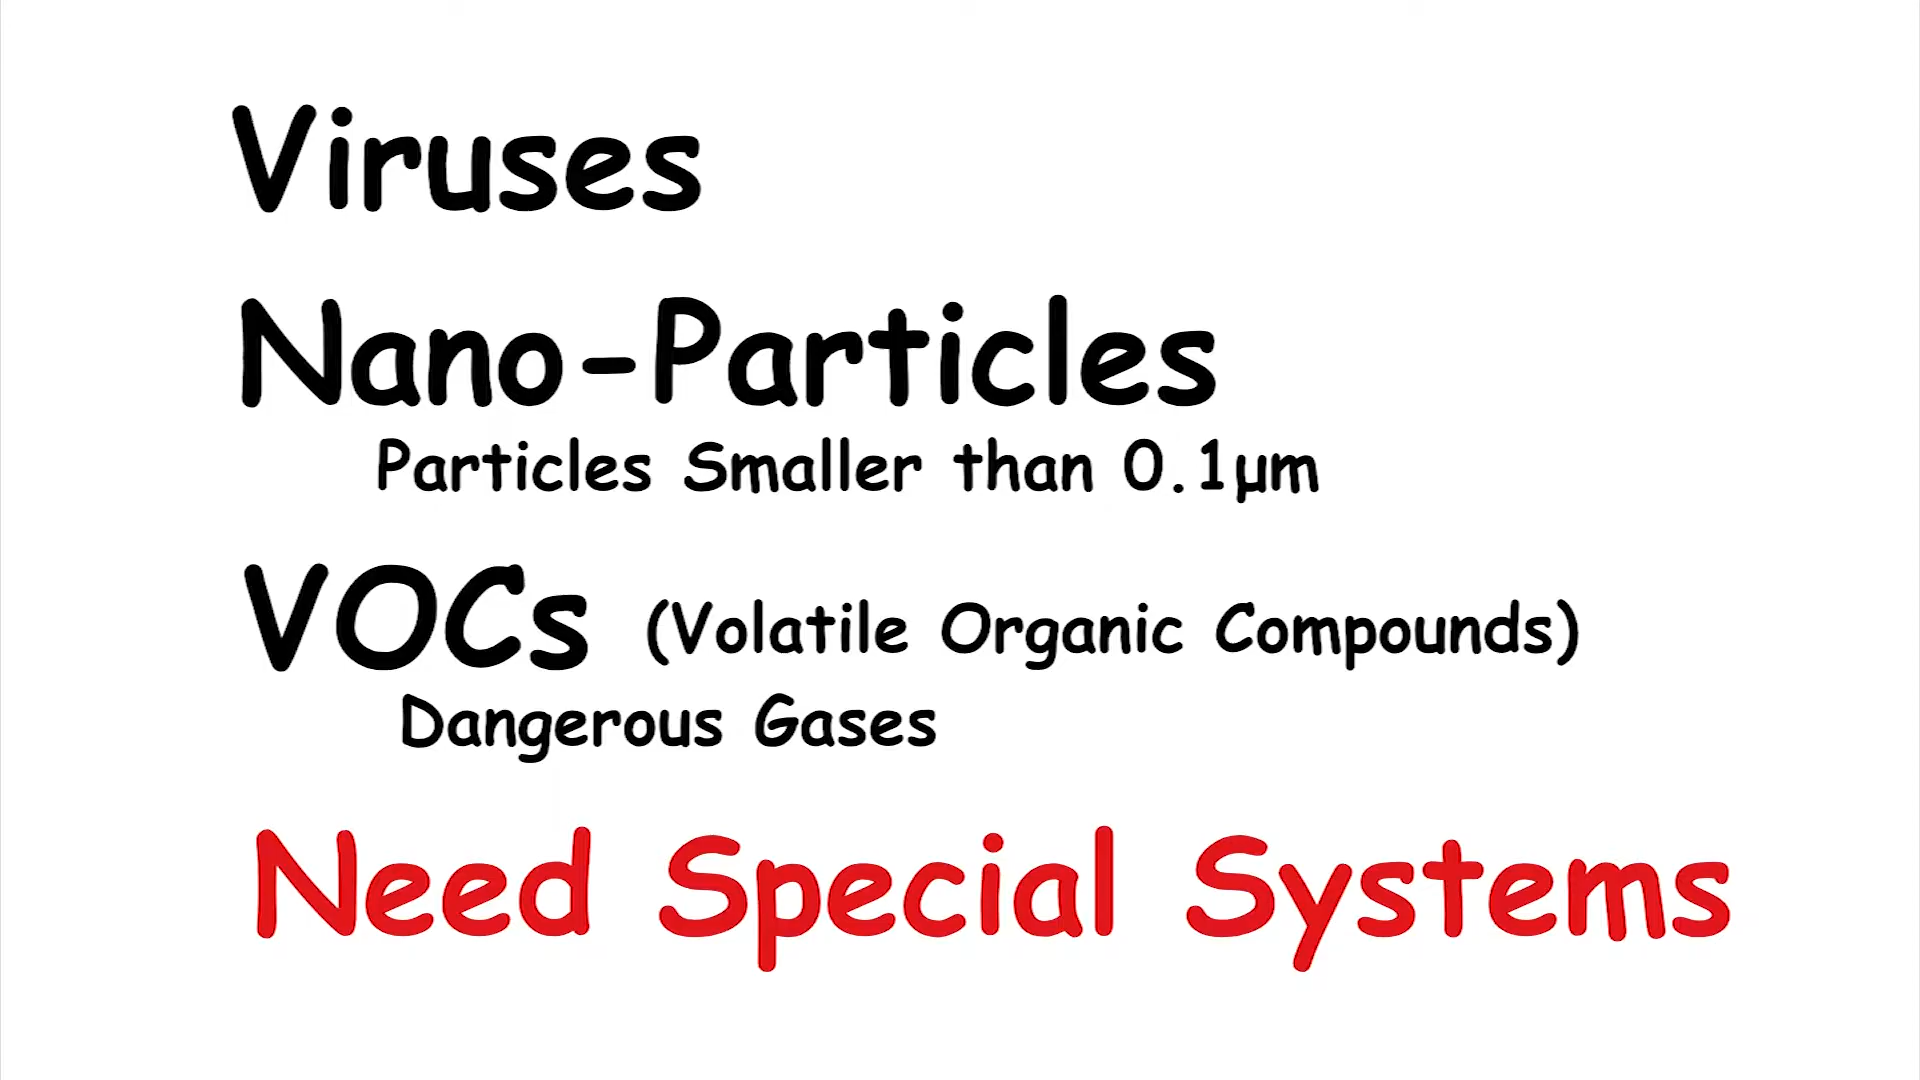 Viruses
Nano-Particles
Particles Smaller than 0.1µm
VOCs (Volatile Organic Compounds)
Dangerous Gases
Need Special Systems